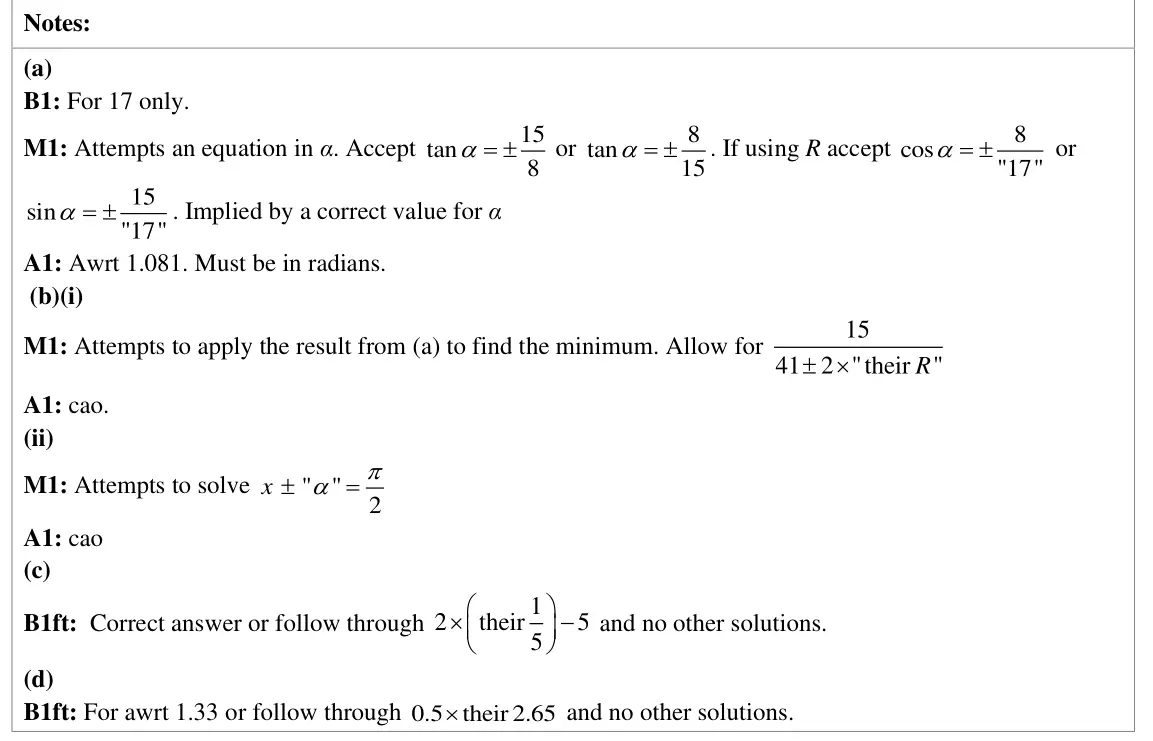 Notes:
(a)
B1: For 17 only.
M1: Attempts an equation in α. Accept tan α = ± 15/8 or tan α = ± 8/15 . If using R accept cos α = ± 8/"17" or
sin α = ± 15/"17" . Implied by a correct value for α
A1: Awrt 1.081. Must be in radians.
(b)(i)
M1: Attempts to apply the result from (a) to find the minimum. Allow for 15/(41 ± 2×"their R")
A1: cao.
(ii)
M1: Attempts to solve x ± "α" = π/2
A1: cao
(c)
B1ft: Correct answer or follow through 2×(their 1/5) − 5 and no other solutions.
(d)
B1ft: For awrt 1.33 or follow through 0.5× their 2.65 and no other solutions.